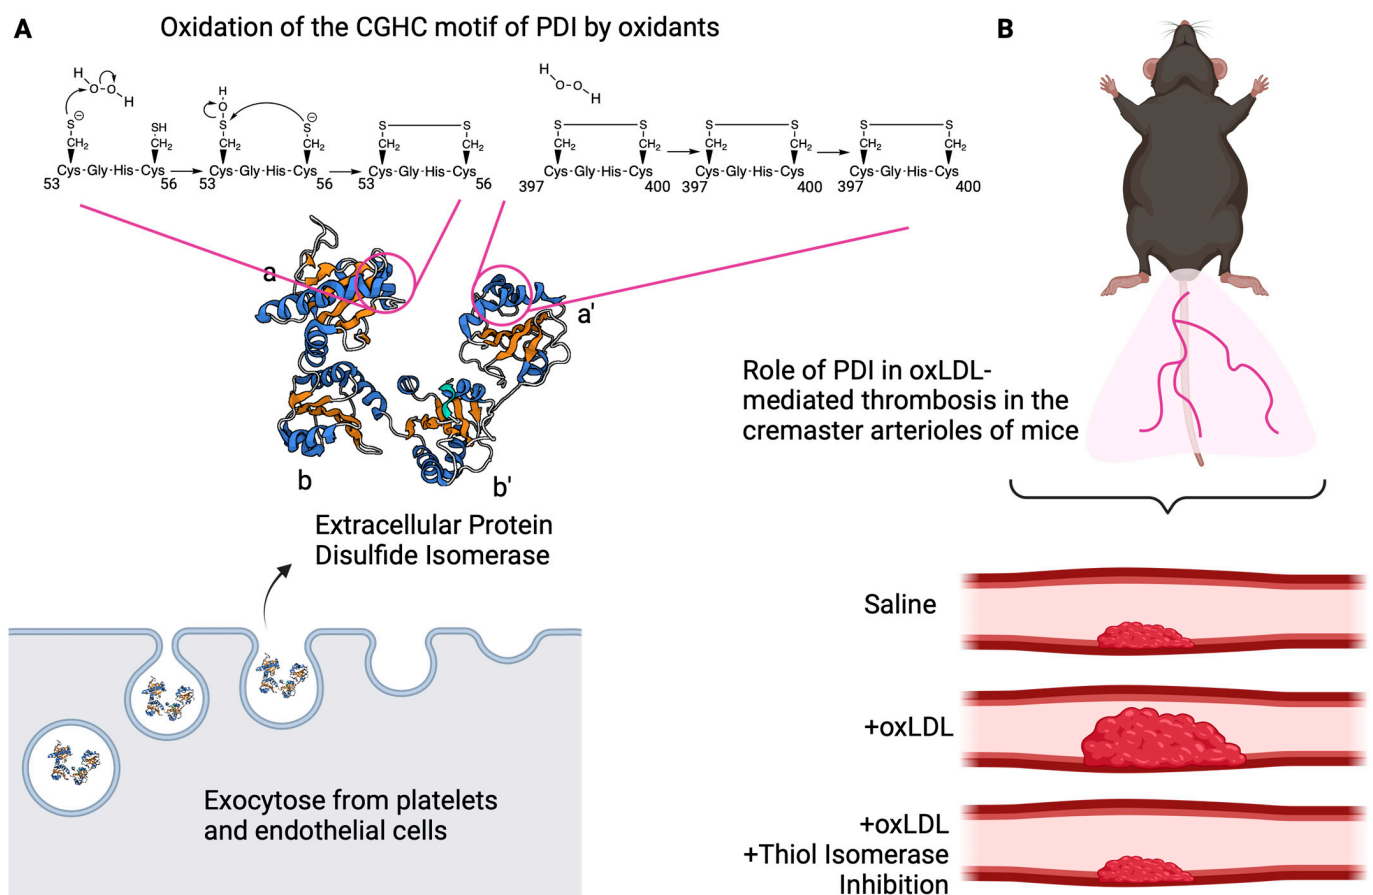 A
Oxidation of the CGHC motif of PDI by oxidants
B
H
O-O
H
S ⊖
SH
CH₂
CH₂
Cys-Gly-His-Cys
53
56
H
O
S
S ⊖
CH₂
CH₂
Cys-Gly-His-Cys
53
56
S
S
CH₂
CH₂
Cys-Gly-His-Cys
53
56
H
O-O
H
S
S
CH₂
CH₂
Cys-Gly-His-Cys
397
400
S
S
CH₂
CH₂
Cys-Gly-His-Cys
397
400
S
S
CH₂
CH₂
Cys-Gly-His-Cys
397
400
a
a'
b
b'
Extracellular Protein
Disulfide Isomerase
Exocytose from platelets
and endothelial cells
Role of PDI in oxLDL-
mediated thrombosis in the
cremaster arterioles of mice
Saline
+oxLDL
+oxLDL
+Thiol Isomerase
Inhibition